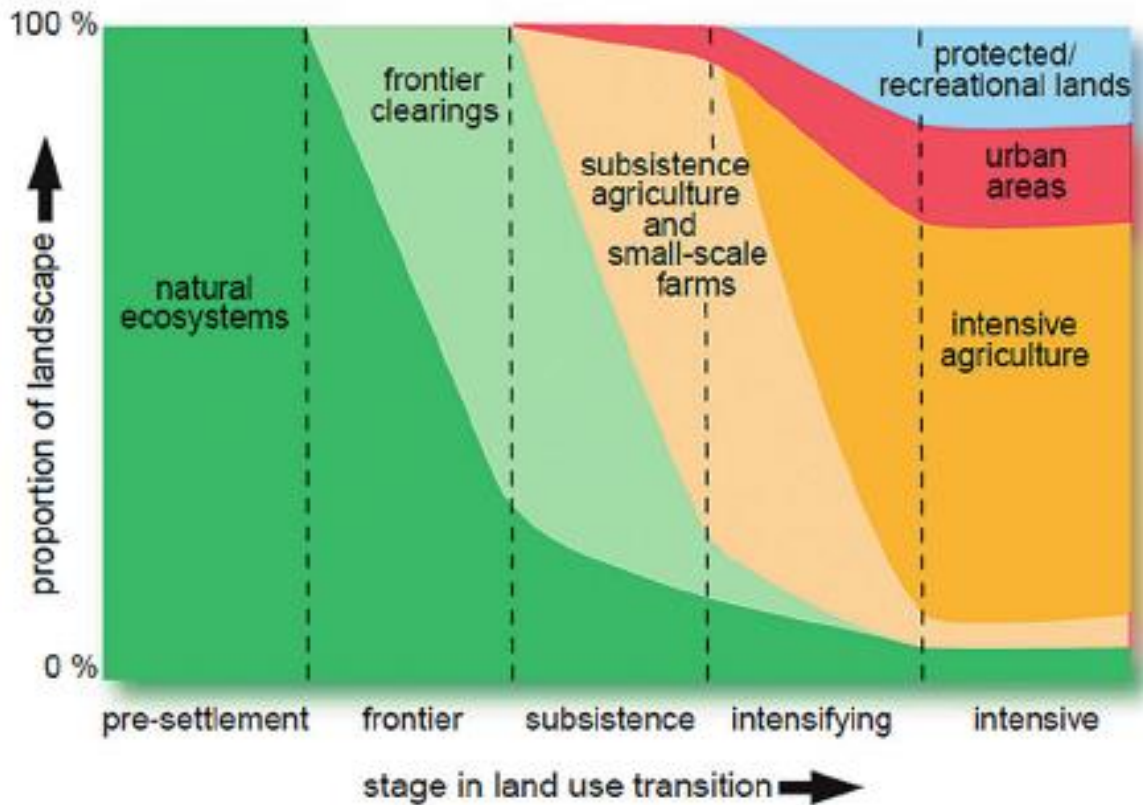 100 %
frontier
clearings
protected/
recreational lands
urban
areas
subsistence
agriculture
and
small-scale
farms
natural
ecosystems
intensive
agriculture
proportion of landscape
0 %
pre-settlement
frontier
subsistence
intensifying
intensive
stage in land use transition